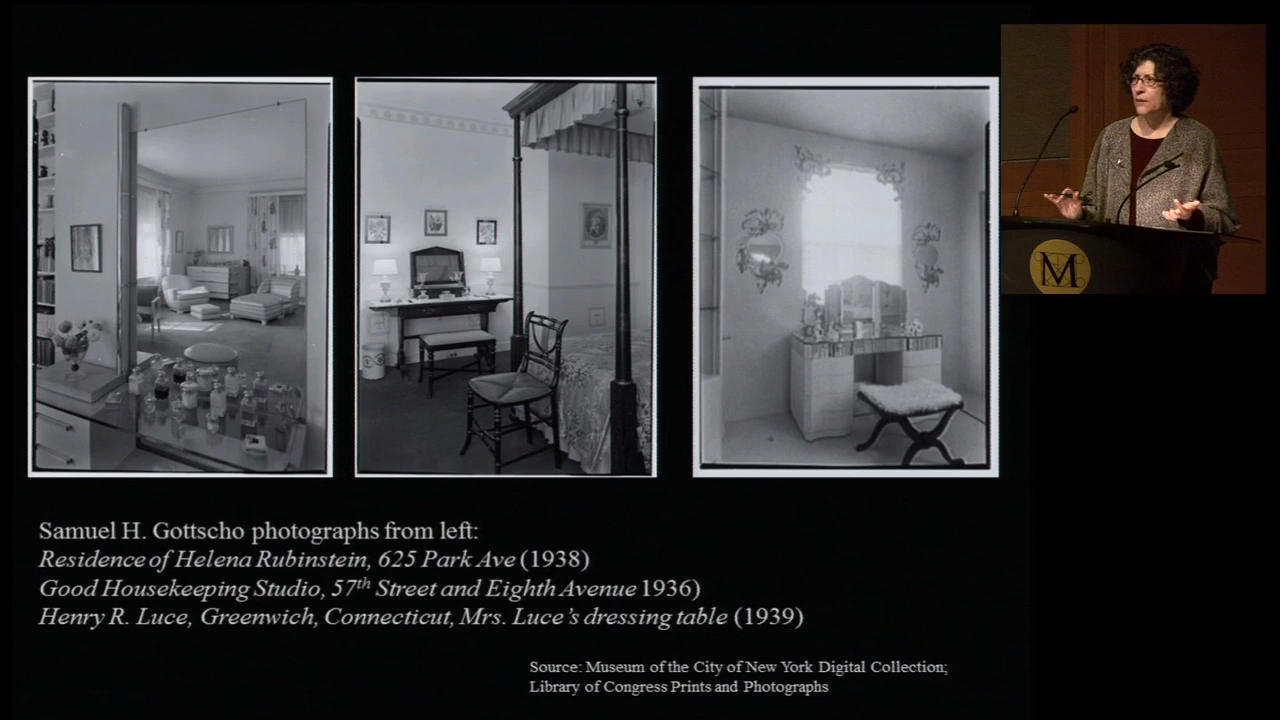 Samuel H. Gottscho photographs from left:
Residence of Helena Rubinstein, 625 Park Ave (1938)
Good Housekeeping Studio, 57th Street and Eighth Avenue 1936)
Henry R. Luce, Greenwich, Connecticut, Mrs. Luce's dressing table (1939)
Source: Museum of the City of New York Digital Collection;
Library of Congress Prints and Photographs
M